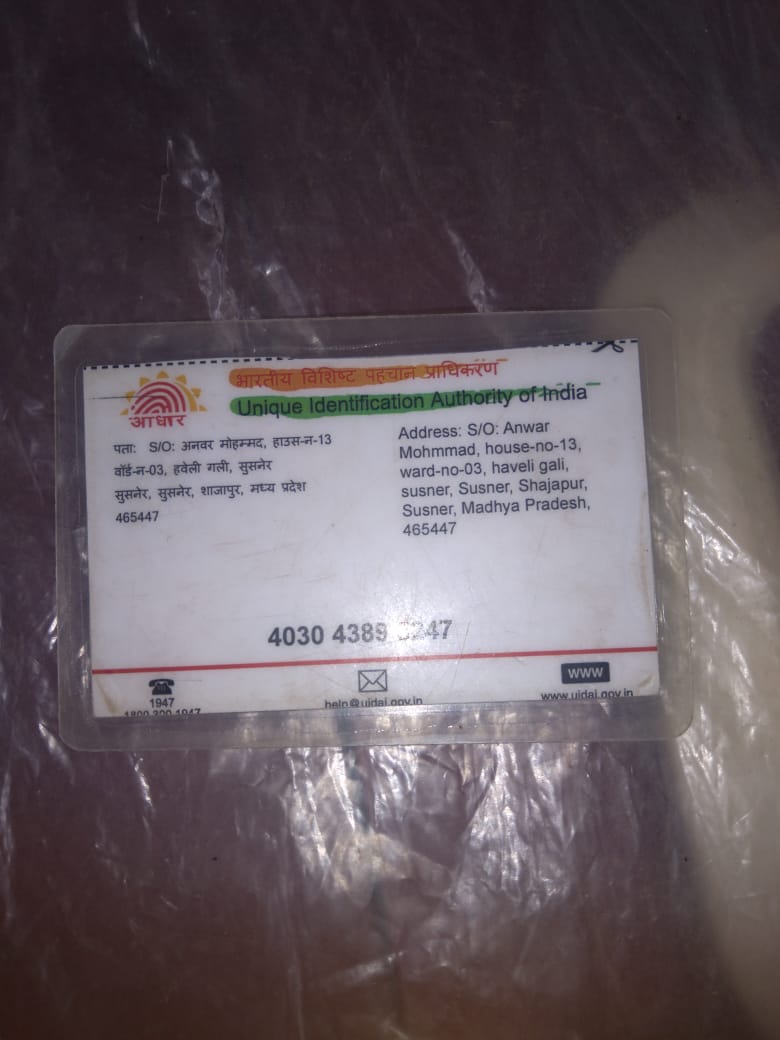 भारतीय विशिष्ट पहचान प्राधिकरण
Unique Identification Authority of India
आधार
पता: S/O: अनवर मोहम्मद, हाउस-न-13
वॉर्ड-न-03, हवेली गली, सुसनेर
सुसनेर, सुसनेर, शाजापुर, मध्य प्रदेश
465447
Address: S/O: Anwar
Mohmmad, house-no-13,
ward-no-03, haveli gali,
susner, Susner, Shajapur,
Susner, Madhya Pradesh,
465447
4030 4389
1947
1800 300 1947
help@uidai.gov.in
WWW
www.uidai.gov.in